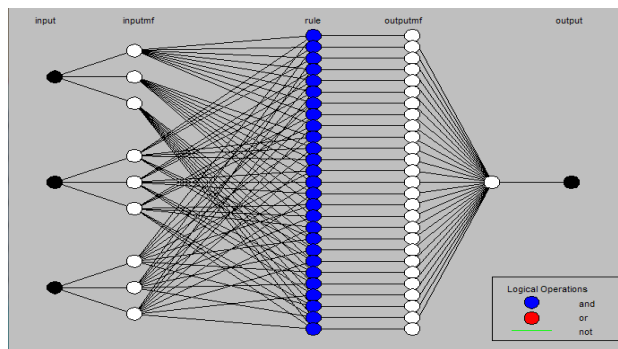 input inputmf rule outputmf output
Logical Operations
and
or
not